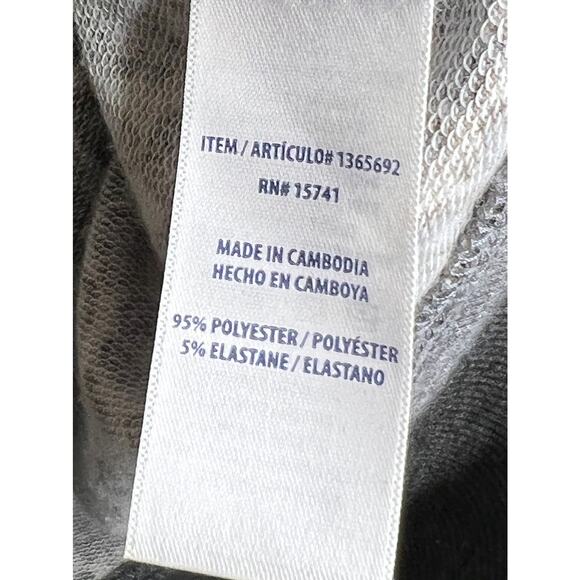 ITEM / ARTÍCULO# 1365692
RN# 15741
MADE IN CAMBODIA
HECHO EN CAMBOYA
95% POLYESTER / POLYÉSTER
5% ELASTANE / ELASTANO